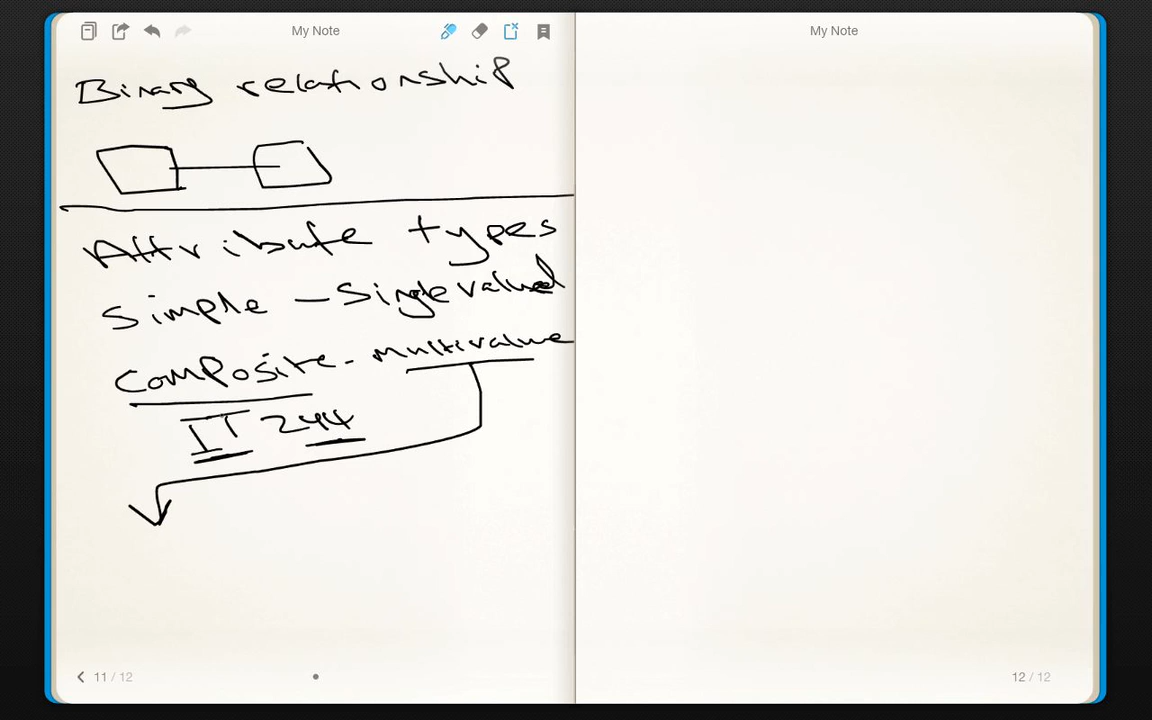 My Note
Binary relationship
Attribute types
Simple - Single valued
Composite - Multivalue
IT 244
11 / 12
My Note
12 / 12